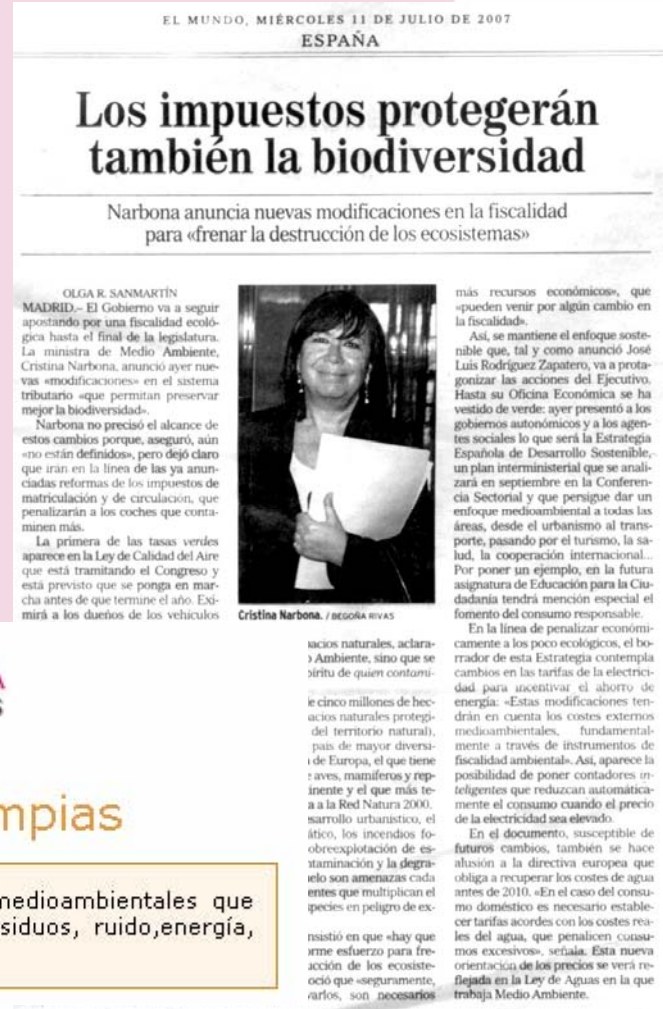 EL MUNDO, MIÉRCOLES 11 DE JULIO DE 2007
ESPAÑA
Los impuestos protegerán
también la biodiversidad
Narbona anuncia nuevas modificaciones en la fiscalidad
para «frenar la destrucción de los ecosistemas»
OLGA R. SANMARTÍN
MADRID.– El Gobierno va a seguir
apostando por una fiscalidad ecoló-
gica hasta el final de la legislatura.
La ministra de Medio Ambiente,
Cristina Narbona, anunció ayer nue-
vas «modificaciones» en el sistema
tributario «que permitan preservar
mejor la biodiversidad».
Narbona no precisó el alcance de
estos cambios porque, aseguró, aún
«no están definidos», pero dejó claro
que irán en la línea de las ya anun-
ciadas reformas de los impuestos de
matriculación y de circulación, que
penalizarán a los coches que conta-
minen más.
La primera de las tasas verdes
aparece en la Ley de Calidad del Aire
que está tramitando el Congreso y
está previsto que se ponga en mar-
cha antes de que termine el año. Exi-
mirá a los dueños de los vehículos
Cristina Narbona. / BEGOÑA RIVAS
acios naturales, aclara-
Ambiente, sino que se
píritu de quien contami-
e cinco millones de hec-
acios naturales protegi-
del territorio natural),
país de mayor diversi-
de Europa, el que tiene
aves, mamíferos y rep-
inente y el que más te-
a a la Red Natura 2000.
sarrollo urbanístico, el
ático, los incendios fo-
obreexplotación de es-
ntaminación y la degra-
elo son amenazas cada
entes que multiplican el
species en peligro de ex-
nsistió en que «hay que
rme esfuerzo para fre-
ucción de los ecosiste-
oció que «seguramente,
varlos, son necesarios
más recursos económicos», que
«pueden venir por algún cambio en
la fiscalidad».
Así, se mantiene el enfoque soste-
nible que, tal y como anunció José
Luis Rodríguez Zapatero, va a prota-
gonizar las acciones del Ejecutivo.
Hasta su Oficina Económica se ha
vestido de verde: ayer presentó a los
gobiernos autonómicos y a los agen-
tes sociales lo que será la Estrategia
Española de Desarrollo Sostenible,
un plan interministerial que se anali-
zará en septiembre en la Conferen-
cia Sectorial y que persigue dar un
enfoque medioambiental a todas las
áreas, desde el urbanismo al trans-
porte, pasando por el turismo, la sa-
lud, la cooperación internacional...
Por poner un ejemplo, en la futura
asignatura de Educación para la Ciu-
dadanía tendrá mención especial el
fomento del consumo responsable.
En la línea de penalizar económi-
camente a los poco ecológicos, el bo-
rrador de esta Estrategia contempla
cambios en las tarifas de la electrici-
dad para incentivar el ahorro de
energía: «Estas modificaciones ten-
drán en cuenta los costes externos
medioambientales, fundamental-
mente a través de instrumentos de
fiscalidad ambiental». Así, aparece la
posibilidad de poner contadores in-
teligentes que reduzcan automática-
mente el consumo cuando el precio
de la electricidad sea elevado.
En el documento, susceptible de
futuros cambios, también se hace
alusión a la directiva europea que
obliga a recuperar los costes de agua
antes de 2010. «En el caso del consu-
mo doméstico es necesario estable-
cer tarifas acordes con los costes rea-
les del agua, que penalicen consu-
mos excesivos», señala. Esta nueva
orientación de los precios se verá re-
flejada en la Ley de Aguas en la que
trabaja Medio Ambiente.
A
S
mpias
medioambientales que
siduos, ruido,energía,